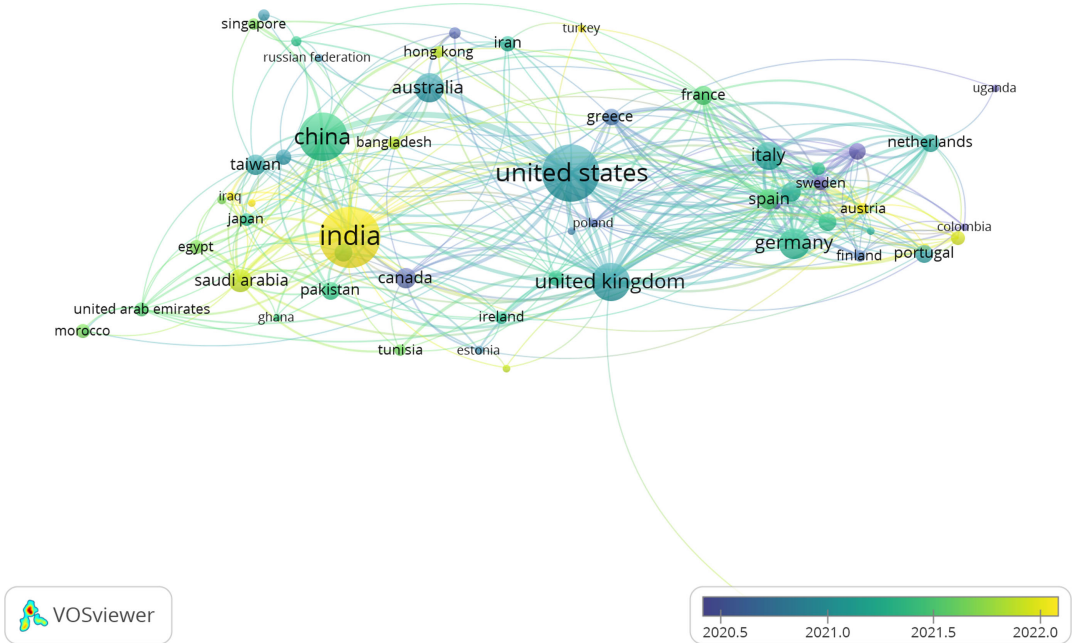 singapore
turkey
iran
hong kong
russian federation
australia
france
uganda
greece
china
bangladesh
netherlands
italy
taiwan
united states
sweden
iraq
spain
austria
japan
poland
colombia
india
egypt
germany
finland
portugal
saudi arabia
canada
united kingdom
pakistan
united arab emirates
ghana
ireland
morocco
tunisia
estonia
VOSviewer
2020.5 2021.0 2021.5 2022.0